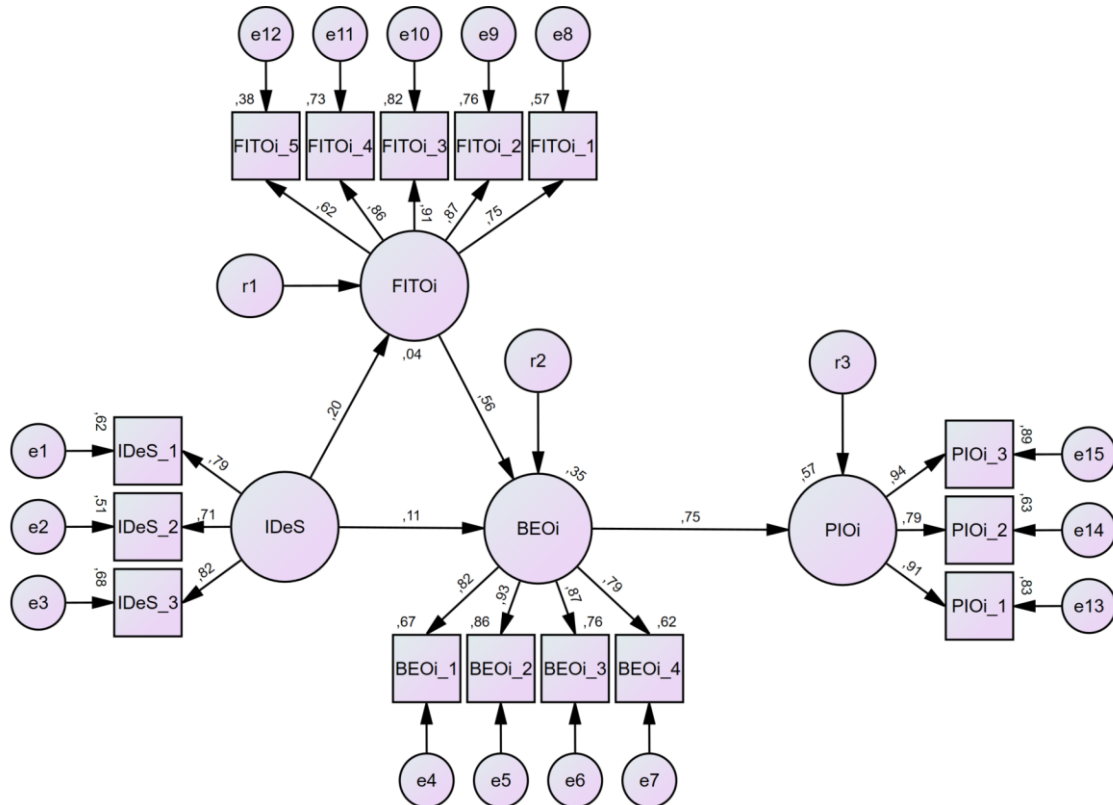 e12 e11 e10 e9 e8
,38 ,73 ,82 ,76 ,57
FITOi_5 FITOi_4 FITOi_3 FITOi_2 FITOi_1
,62 ,86 ,91 ,87 ,75
r1 FITOi
,04
r2 r3
,20 ,56
e1 ,62 IDeS_1 ,79
e2 ,51 IDeS_2 ,71
e3 ,68 IDeS_3 ,82
IDeS ,11 ,35 BEOi ,75 ,57 PIOi
,94 PIOi_3 ,89 e15
,79 PIOi_2 ,63 e14
,91 PIOi_1 ,83 e13
,82 ,93 ,87 ,79
,67 ,86 ,76 ,62
BEOi_1 BEOi_2 BEOi_3 BEOi_4
e4 e5 e6 e7